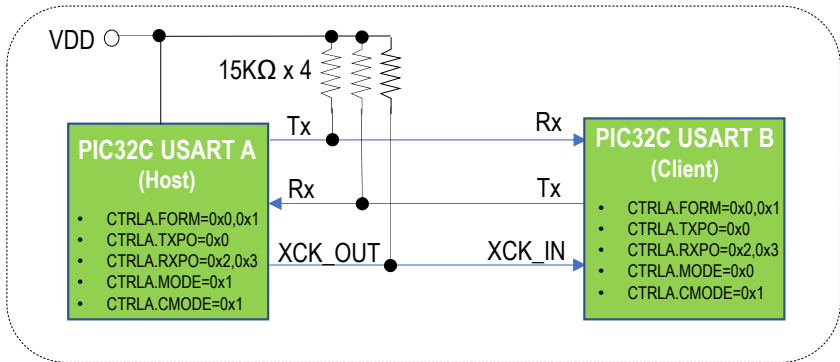 VDD
15KΩ x 4
Tx
Rx
PIC32C USART A
(Host)
• CTRLA.FORM=0x0,0x1
• CTRLA.TXPO=0x0
• CTRLA.RXPO=0x2,0x3
• CTRLA.MODE=0x1
• CTRLA.CMODE=0x1
Rx
Tx
XCK_OUT
XCK_IN
PIC32C USART B
(Client)
• CTRLA.FORM=0x0,0x1
• CTRLA.TXPO=0x0
• CTRLA.RXPO=0x2,0x3
• CTRLA.MODE=0x0
• CTRLA.CMODE=0x1